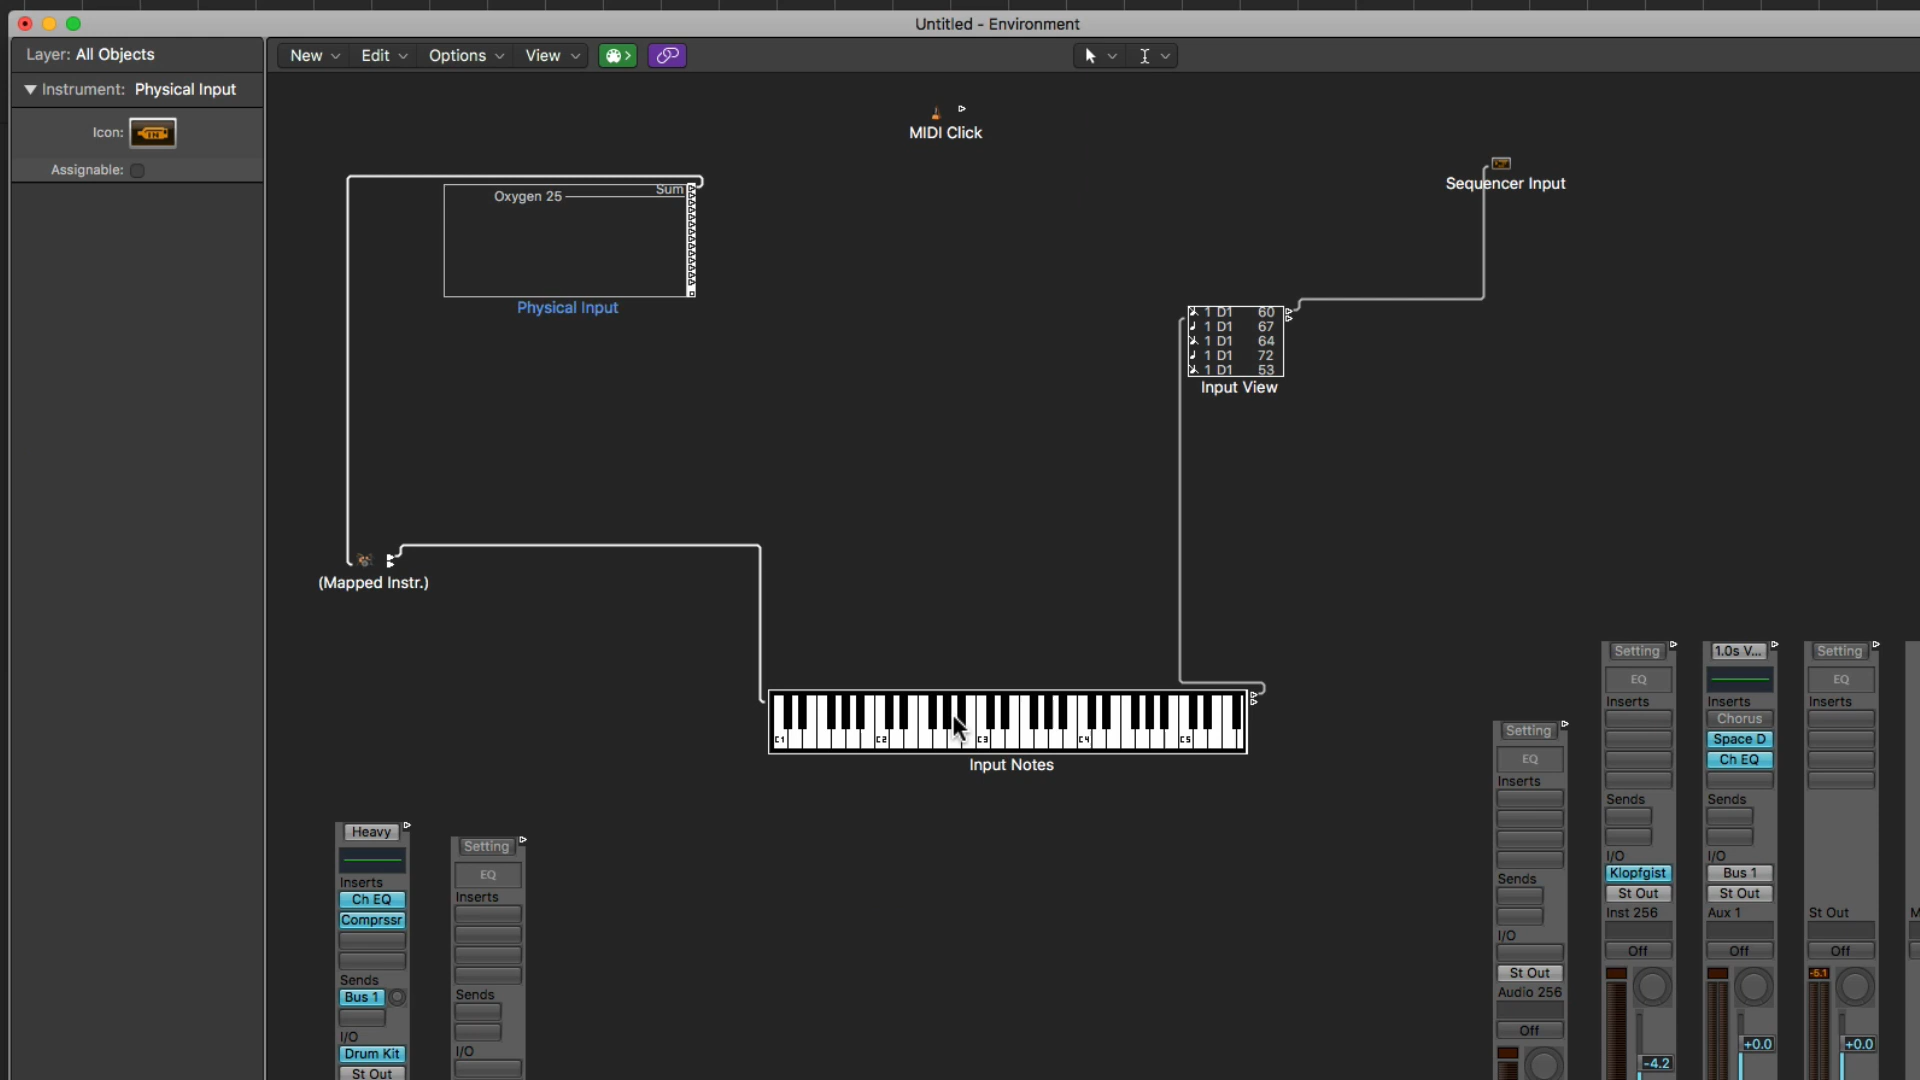 Untitled - Environment
Layer: All Objects
New Edit Options View
Instrument: Physical Input
Icon:
IN
Assignable:
MIDI Click
Sequencer Input
Sum
Oxygen 25
Physical Input
1 D1 60
1 D1 67
1 D1 64
1 D1 72
1 D1 53
Input View
(Mapped Instr.)
C1 C2 C3 C4 C5
Input Notes
Heavy
Inserts
Ch EQ
Comprssr
Sends
Bus 1
I/O
Drum Kit
St Out
Setting
EQ
Inserts
Sends
I/O
Setting
EQ
Inserts
Sends
I/O
St Out
Audio 256
Off
Setting
EQ
Inserts
Sends
I/O
Klopfgist
St Out
Inst 256
Off
-4.2
1.0s V...
Inserts
Chorus
Space D
Ch EQ
Sends
I/O
Bus 1
St Out
Aux 1
Off
+0.0
Setting
EQ
Inserts
St Out
Off
-5.1
+0.0
M